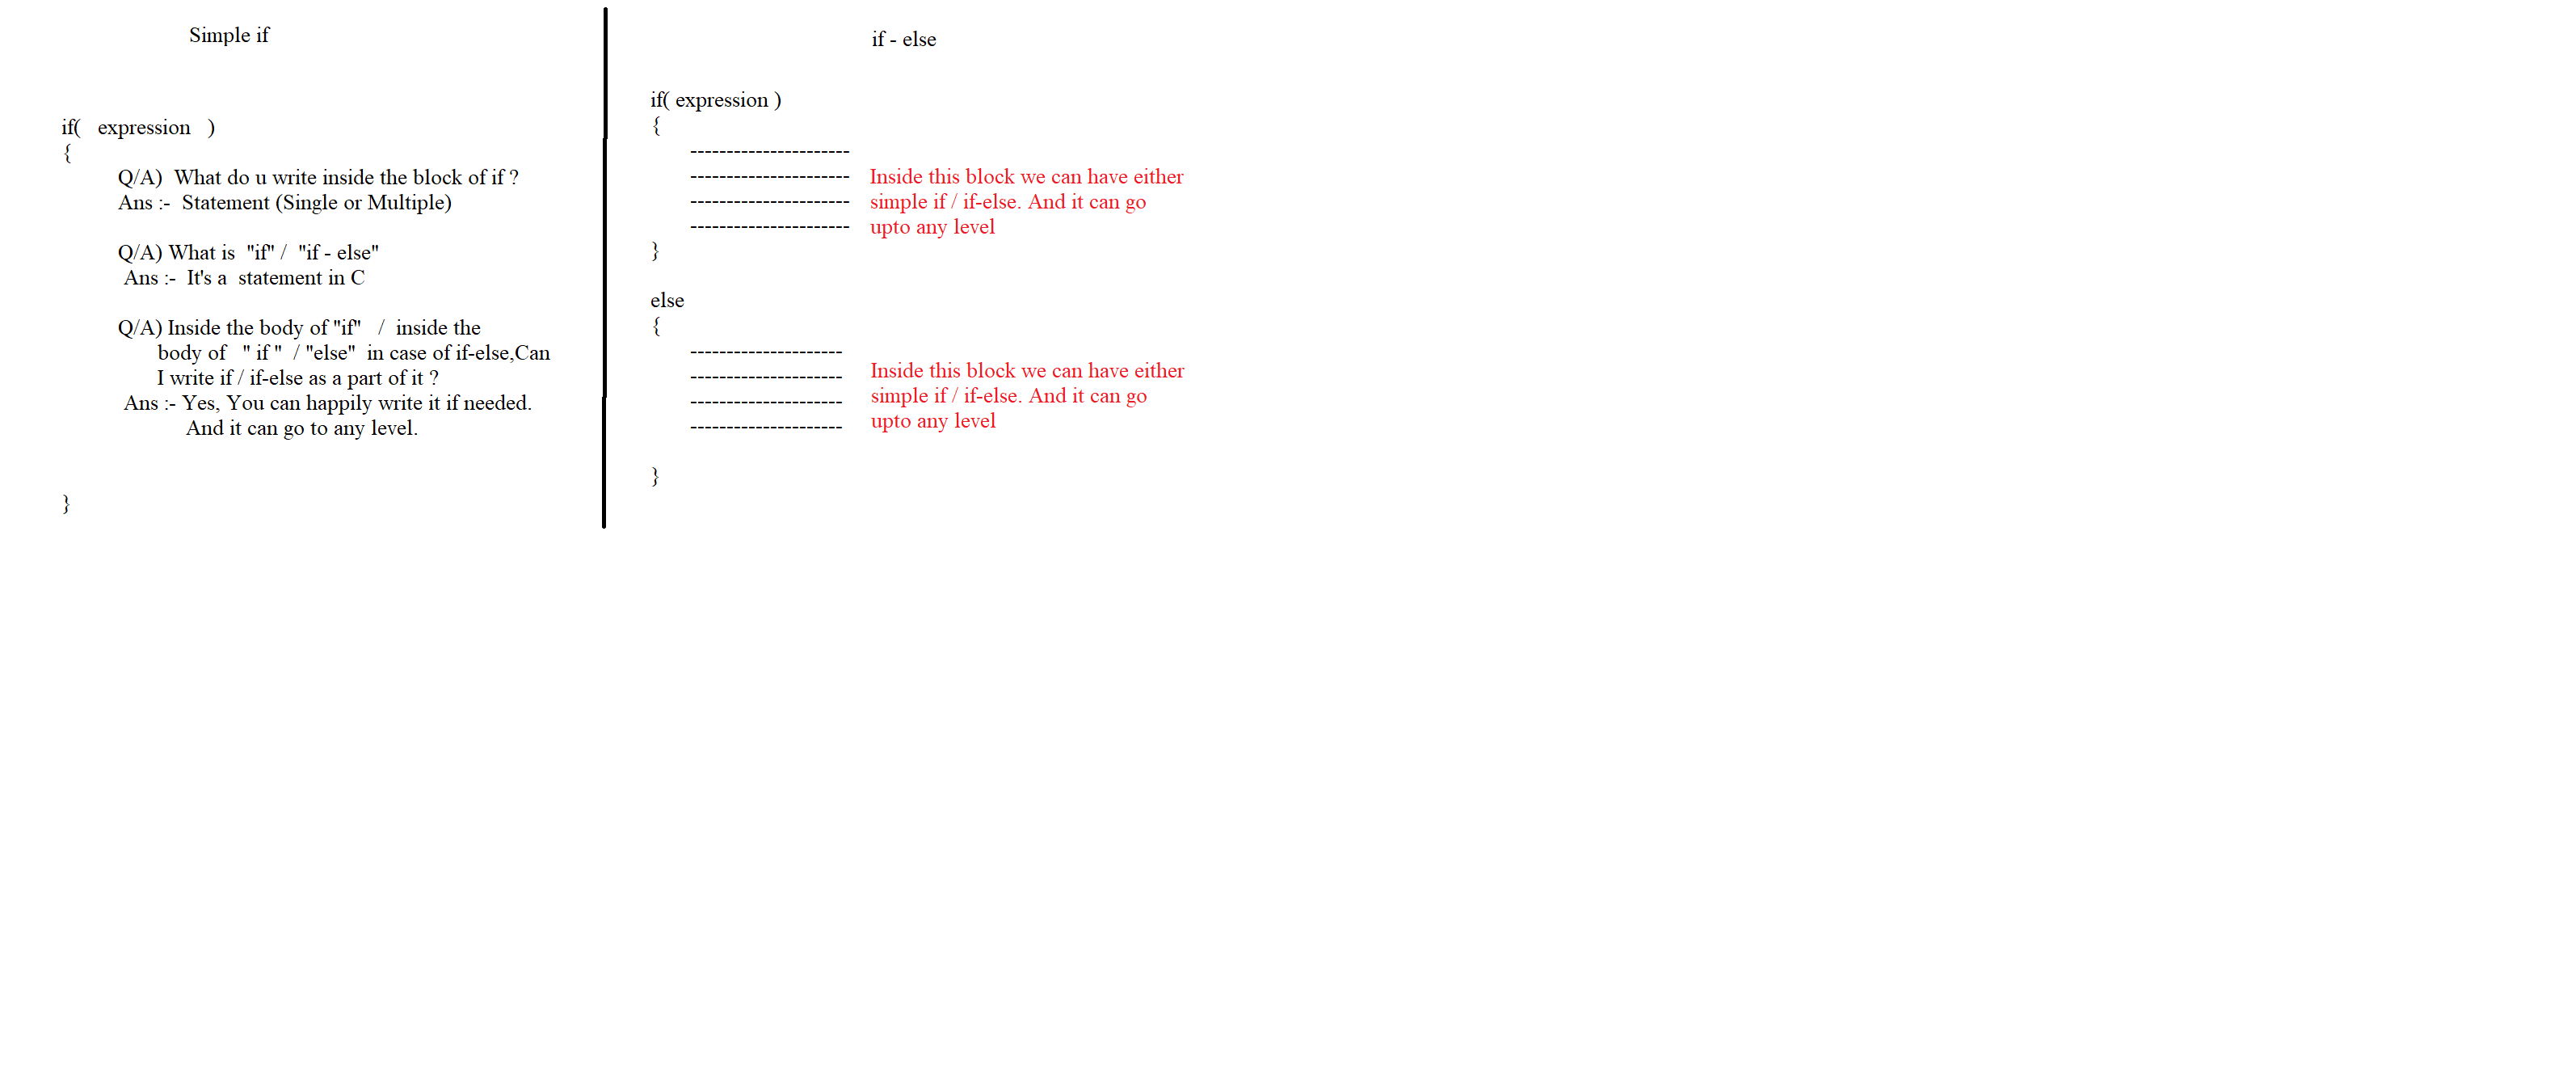 Simple if
if(   expression   )
{
Q/A)  What do u write inside the block of if ?
Ans :-  Statement (Single or Multiple)
Q/A) What is  "if" /  "if - else"
Ans :-  It's a  statement in C
Q/A) Inside the body of "if"   /  inside the
body of   " if "  / "else"  in case of if-else,Can
I write if / if-else as a part of it ?
Ans :- Yes, You can happily write it if needed.
And it can go to any level.
}
if - else
if( expression )
{
----------------------
----------------------
----------------------
----------------------
Inside this block we can have either
simple if / if-else. And it can go
upto any level
}
else
{
---------------------
---------------------
---------------------
---------------------
Inside this block we can have either
simple if / if-else. And it can go
upto any level
}